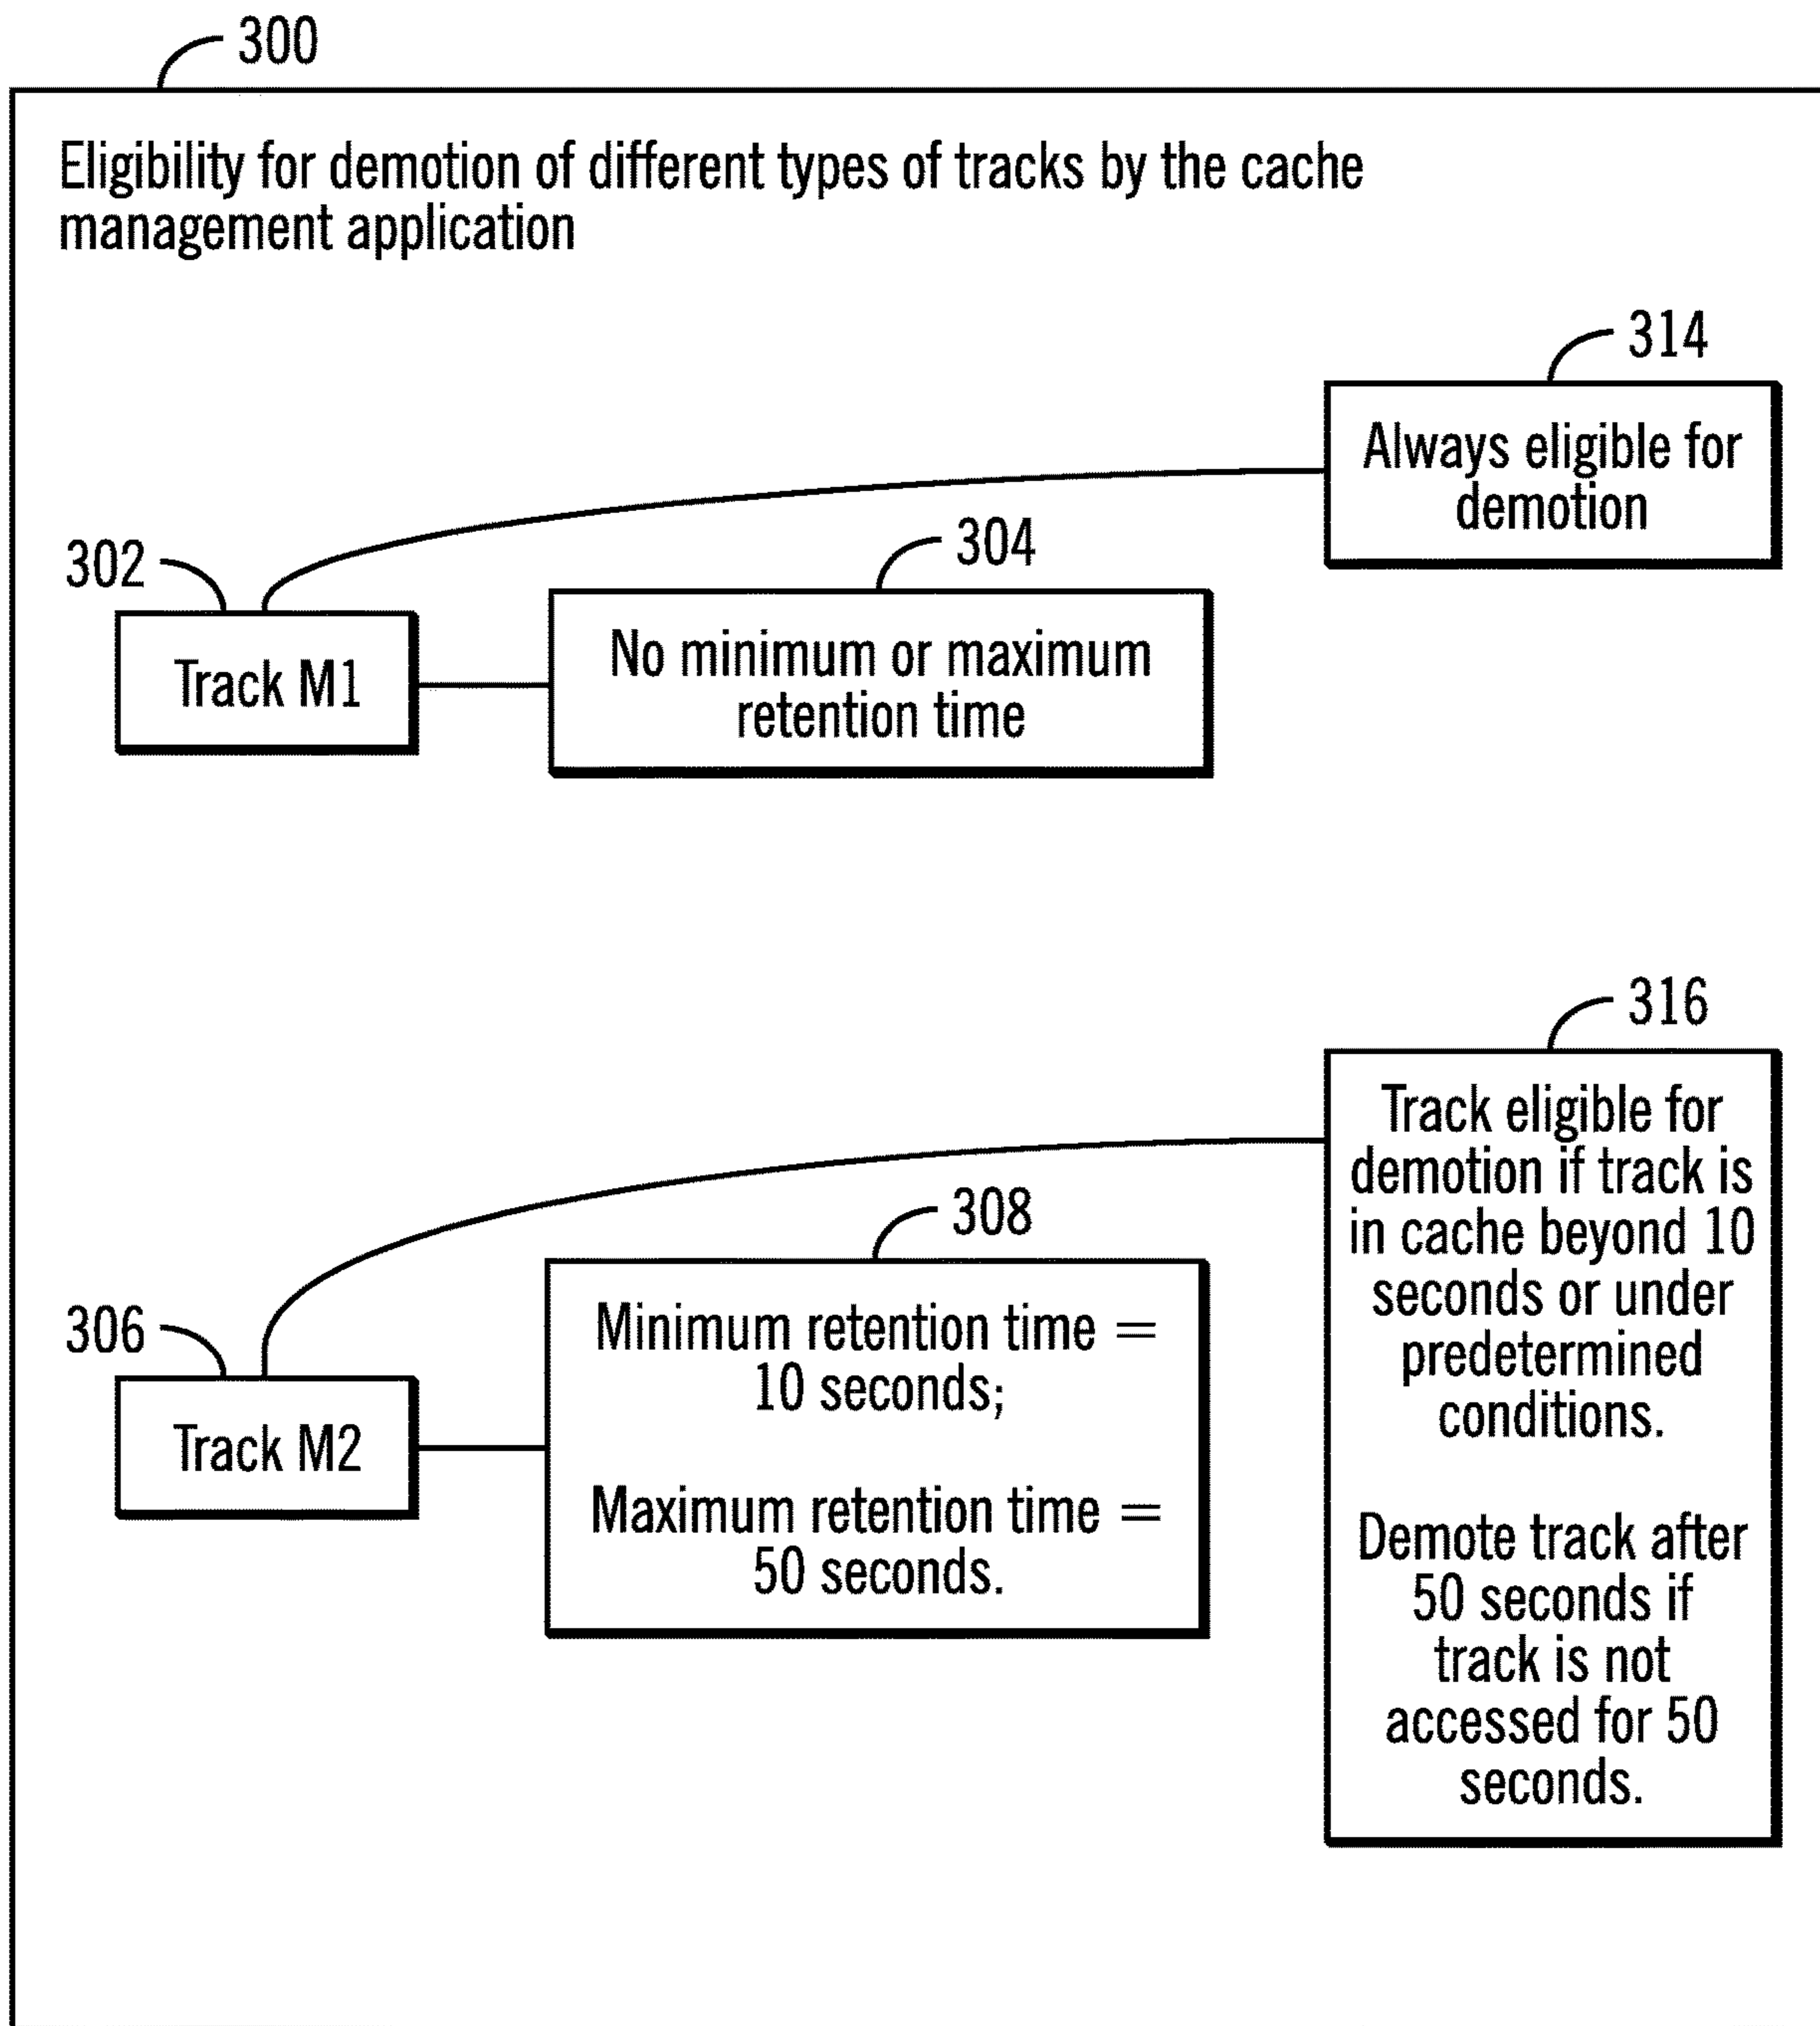 300
Eligibility for demotion of different types of tracks by the cache
management application
314
Always eligible for
demotion
302
Track M1
304
No minimum or maximum
retention time
316
Track eligible for
demotion if track is
in cache beyond 10
seconds or under
predetermined
conditions.
Demote track after
50 seconds if
track is not
accessed for 50
seconds.
306
Track M2
308
Minimum retention time =
10 seconds;
Maximum retention time =
50 seconds.